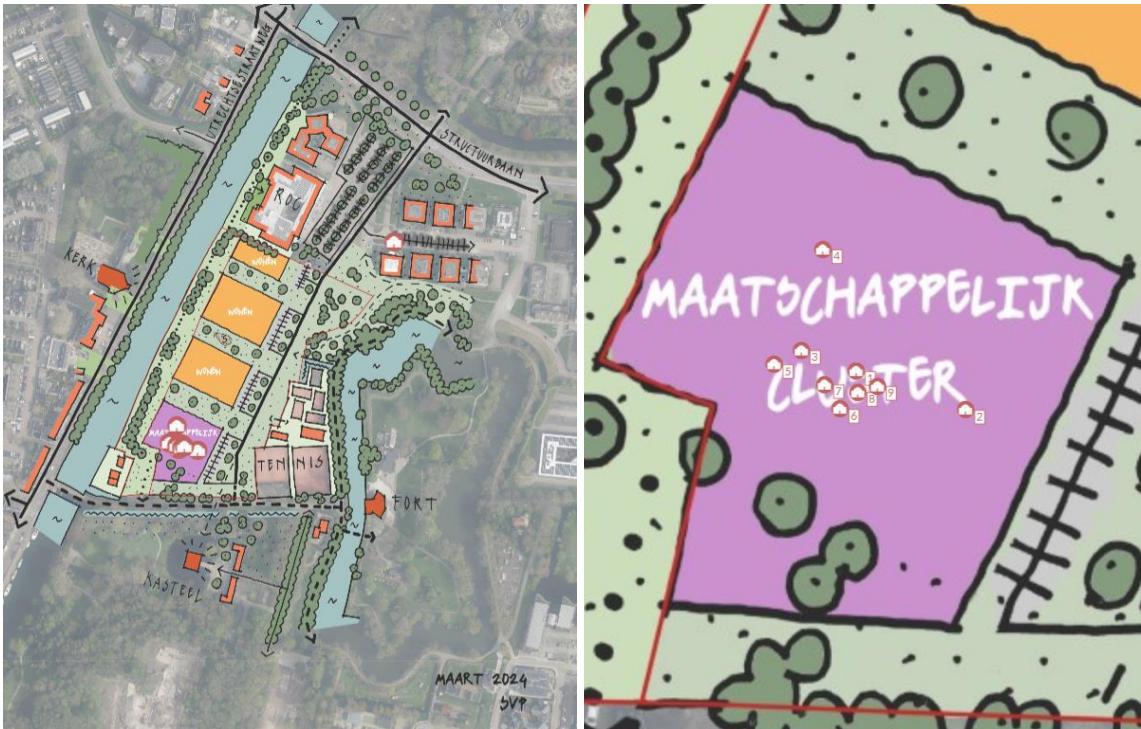 UTRECHTSESTRAATWEG
STRUCTUURBAAN
ROC
KERK
WONEN
WONEN
WONEN
TENNIS
FORT
KASTEEL
MAART 2024
SVP
4
MAATSCHAPPELIJK
3
5
CLUSTER
1
7
8
9
6
2